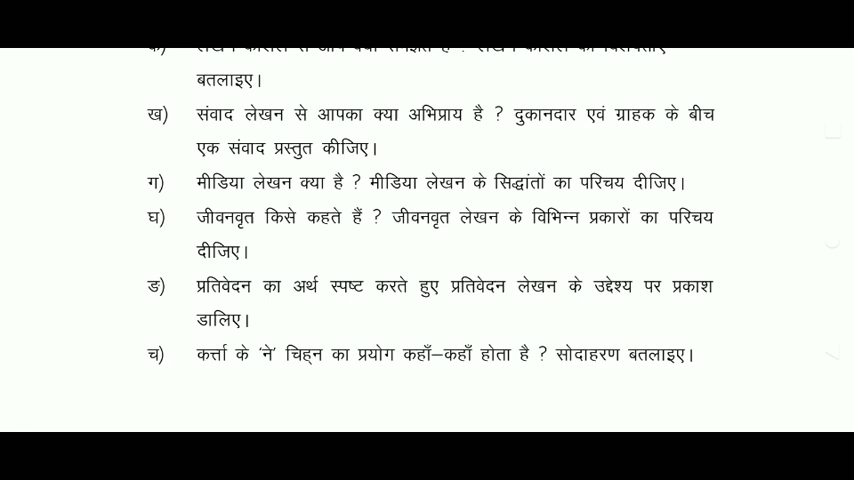 बतलाइए।
ख) संवाद लेखन से आपका क्या अभिप्राय है ? दुकानदार एवं ग्राहक के बीच
एक संवाद प्रस्तुत कीजिए।
ग) मीडिया लेखन क्या है ? मीडिया लेखन के सिद्धांतों का परिचय दीजिए।
घ) जीवनवृत किसे कहते हैं ? जीवनवृत लेखन के विभिन्न प्रकारों का परिचय
दीजिए।
ङ) प्रतिवेदन का अर्थ स्पष्ट करते हुए प्रतिवेदन लेखन के उद्देश्य पर प्रकाश
डालिए।
च) कर्त्ता के 'ने' चिह्न का प्रयोग कहाँ–कहाँ होता है ? सोदाहरण बतलाइए।